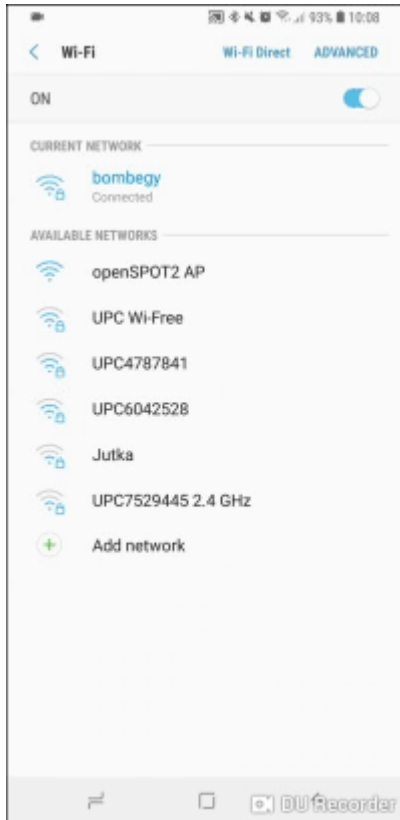 93% 10:08
Wi-Fi Wi-Fi Direct ADVANCED
ON
CURRENT NETWORK
bombegy
Connected
AVAILABLE NETWORKS
openSPOT2 AP
UPC Wi-Free
UPC4787841
UPC6042528
Jutka
UPC7529445 2.4 GHz
Add network
DU Recorder